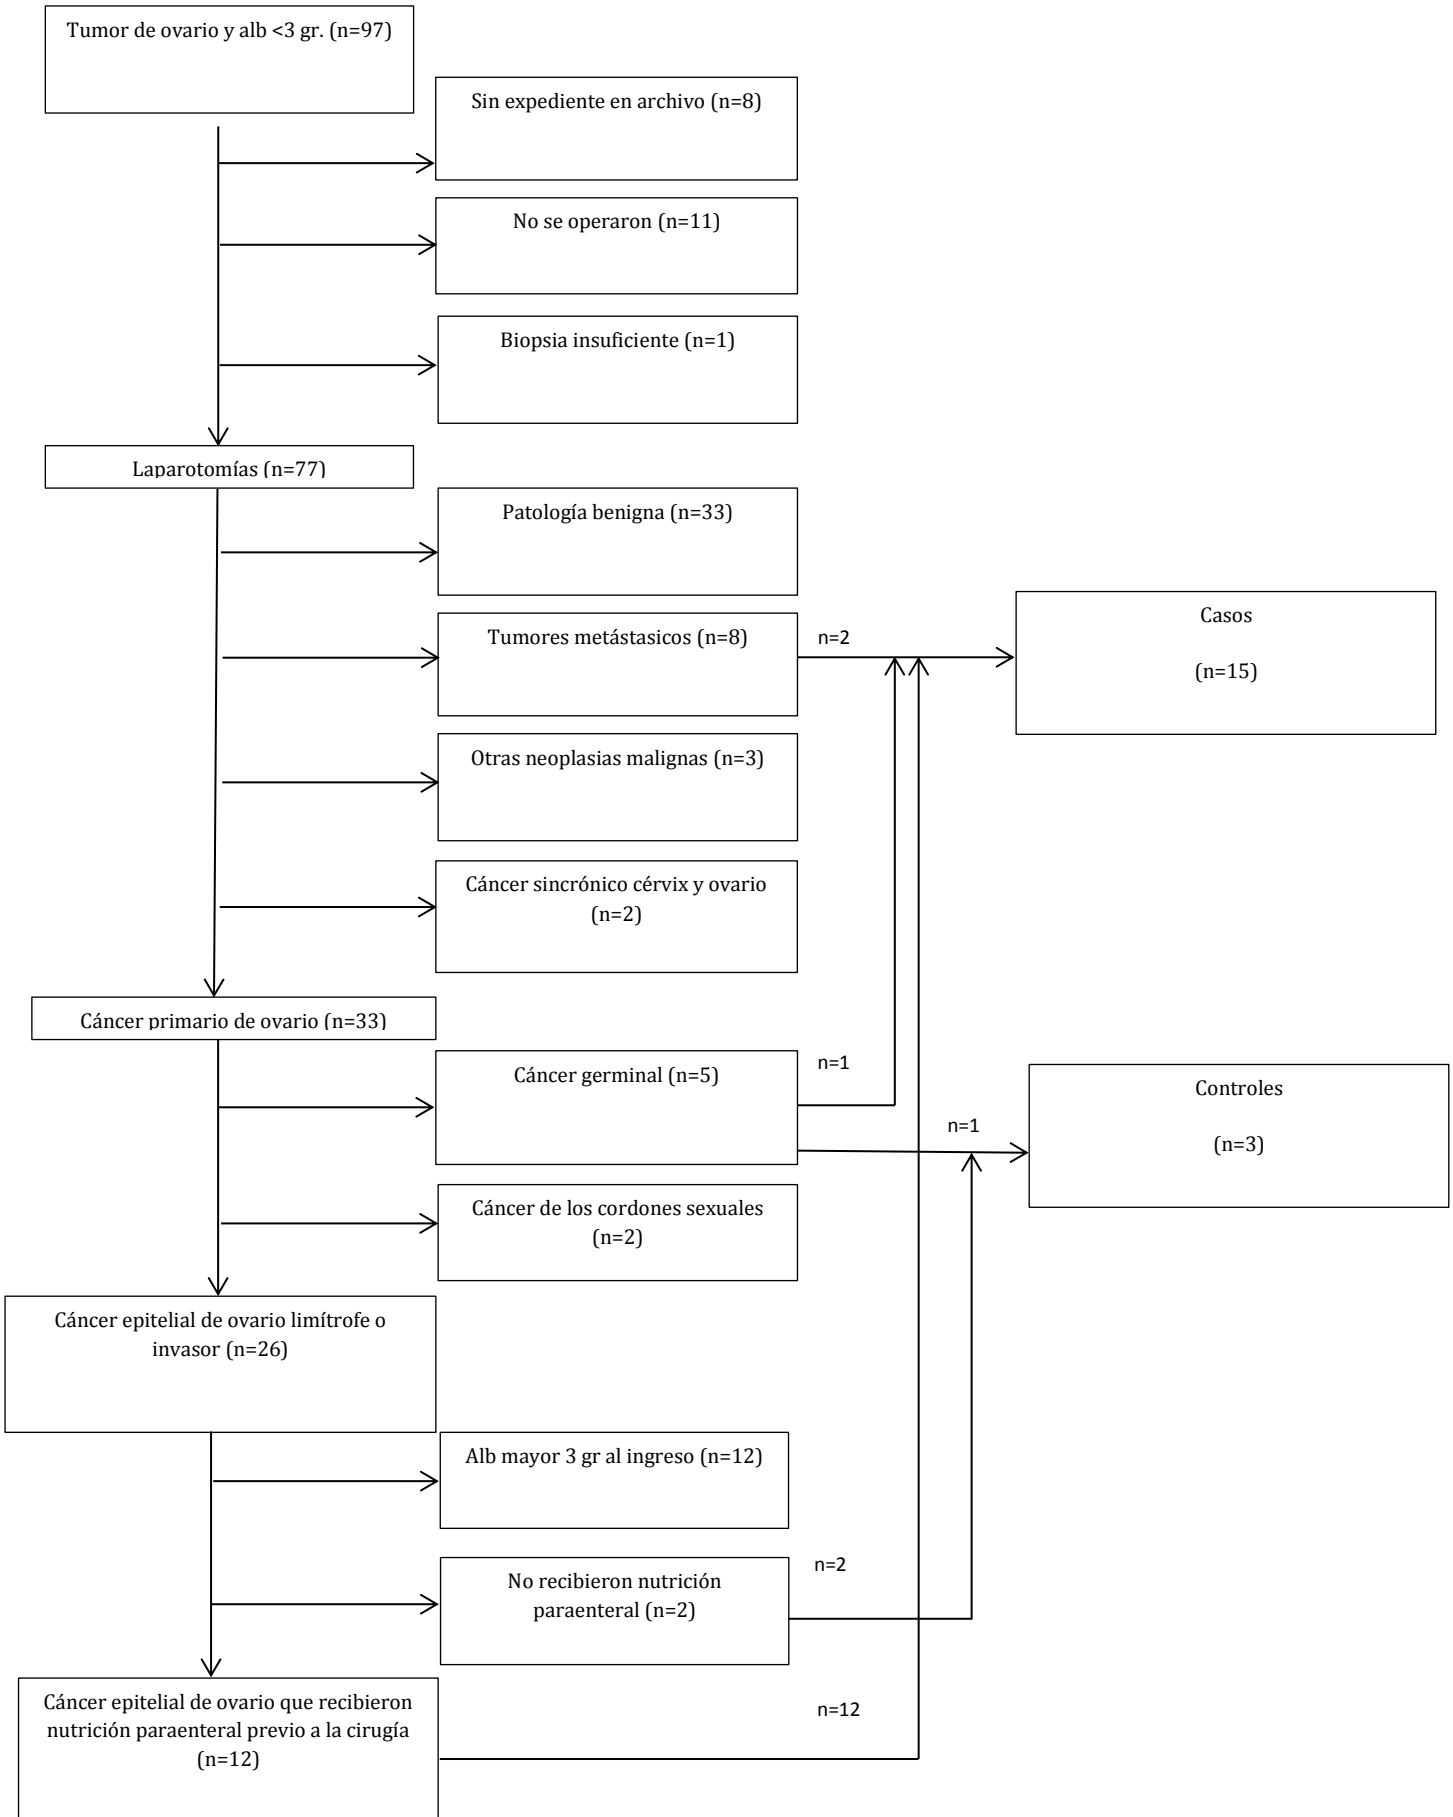 Tumor de ovario y alb <3 gr. (n=97)
Sin expediente en archivo (n=8)
No se operaron (n=11)
Biopsia insuficiente (n=1)
Laparotomías (n=77)
Patología benigna (n=33)
Tumores metástasicos (n=8)
n=2
Casos
(n=15)
Otras neoplasias malignas (n=3)
Cáncer sincrónico cérvix y ovario
(n=2)
Cáncer primario de ovario (n=33)
Cáncer germinal (n=5)
n=1
n=1
Controles
(n=3)
Cáncer de los cordones sexuales
(n=2)
Cáncer epitelial de ovario limítrofe o
invasor (n=26)
Alb mayor 3 gr al ingreso (n=12)
No recibieron nutrición
paraenteral (n=2)
n=2
Cáncer epitelial de ovario que recibieron
nutrición paraenteral previo a la cirugía
(n=12)
n=12